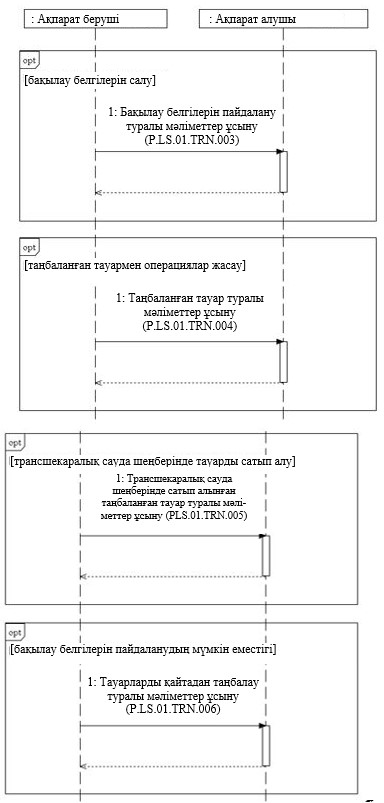 : Ақпарат беруші
: Ақпарат алушы
opt
[бақылау белгілерін салу]
1: Бақылау белгілерін пайдалану
туралы мәліметтер ұсыну
(P.LS.01.TRN.003)
opt
[таңбаланған тауармен операциялар жасау]
1: Таңбаланған тауар туралы
мәліметтер ұсыну
(P.LS.01.TRN.004)
opt
[трансшекаралық сауда шеңберінде тауарды сатып алу]
1: Трансшекаралық сауда
шеңберінде сатып алынған
таңбаланған тауар туралы мәлі-
меттер ұсыну (PLS.01.TRN.005)
opt
[бақылау белгілерін пайдаланудың мүмкін еместігі]
1: Тауарларды қайтадан таңбалау
туралы мәліметтер ұсыну
(P.LS.01.TRN.006)